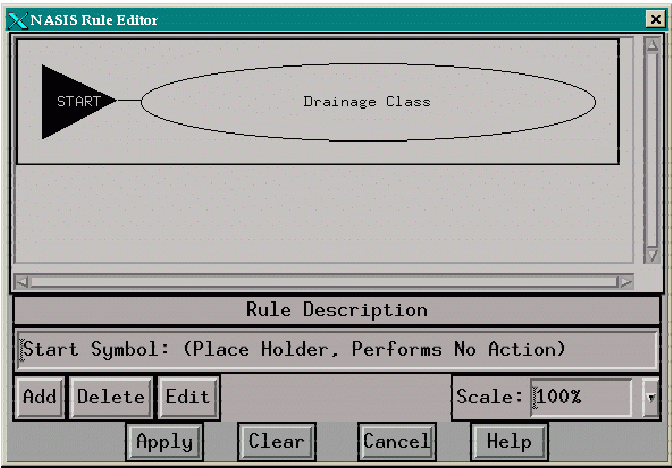 NASIS Rule Editor
START
Drainage Class
Rule Description
Start Symbol: (Place Holder, Performs No Action)
Add Delete Edit Scale: 100%
Apply Clear Cancel Help